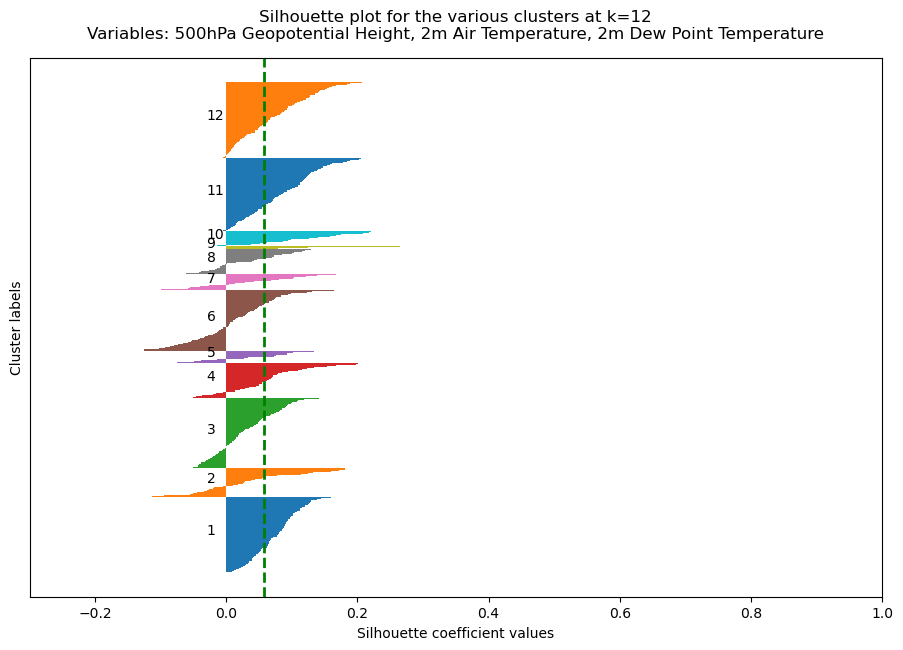 Silhouette plot for the various clusters at k=12
Variables: 500hPa Geopotential Height, 2m Air Temperature, 2m Dew Point Temperature
Cluster labels
12
11
10
9
8
7
6
5
4
3
2
1
−0.2 0.0 0.2 0.4 0.6 0.8 1.0
Silhouette coefficient values